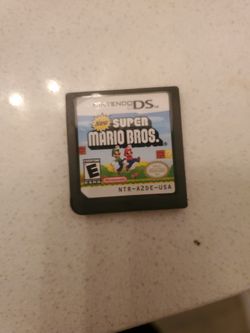 NINTENDO DS
New
SUPER
MARIO BROS.
E
NTR-A2DE-USA